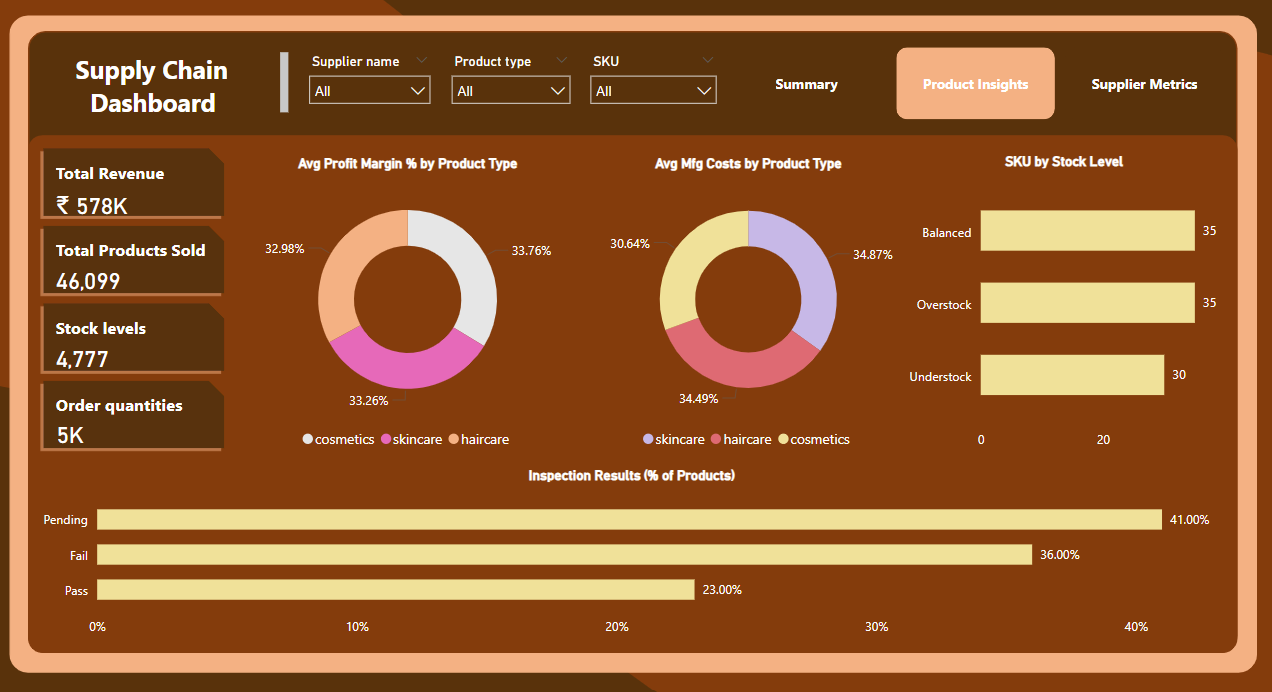 Supply Chain
Dashboard
Supplier name
All
Product type
All
SKU
All
Summary
Product Insights
Supplier Metrics
Total Revenue
₹ 578K
Total Products Sold
46,099
Stock levels
4,777
Order quantities
5K
Avg Profit Margin % by Product Type
32.98%
33.76%
33.26%
cosmetics skincare haircare
Avg Mfg Costs by Product Type
30.64%
34.87%
34.49%
skincare haircare cosmetics
SKU by Stock Level
Balanced 35
Overstock 35
Understock 30
0 20
Inspection Results (% of Products)
Pending 41.00%
Fail 36.00%
Pass 23.00%
0% 10% 20% 30% 40%